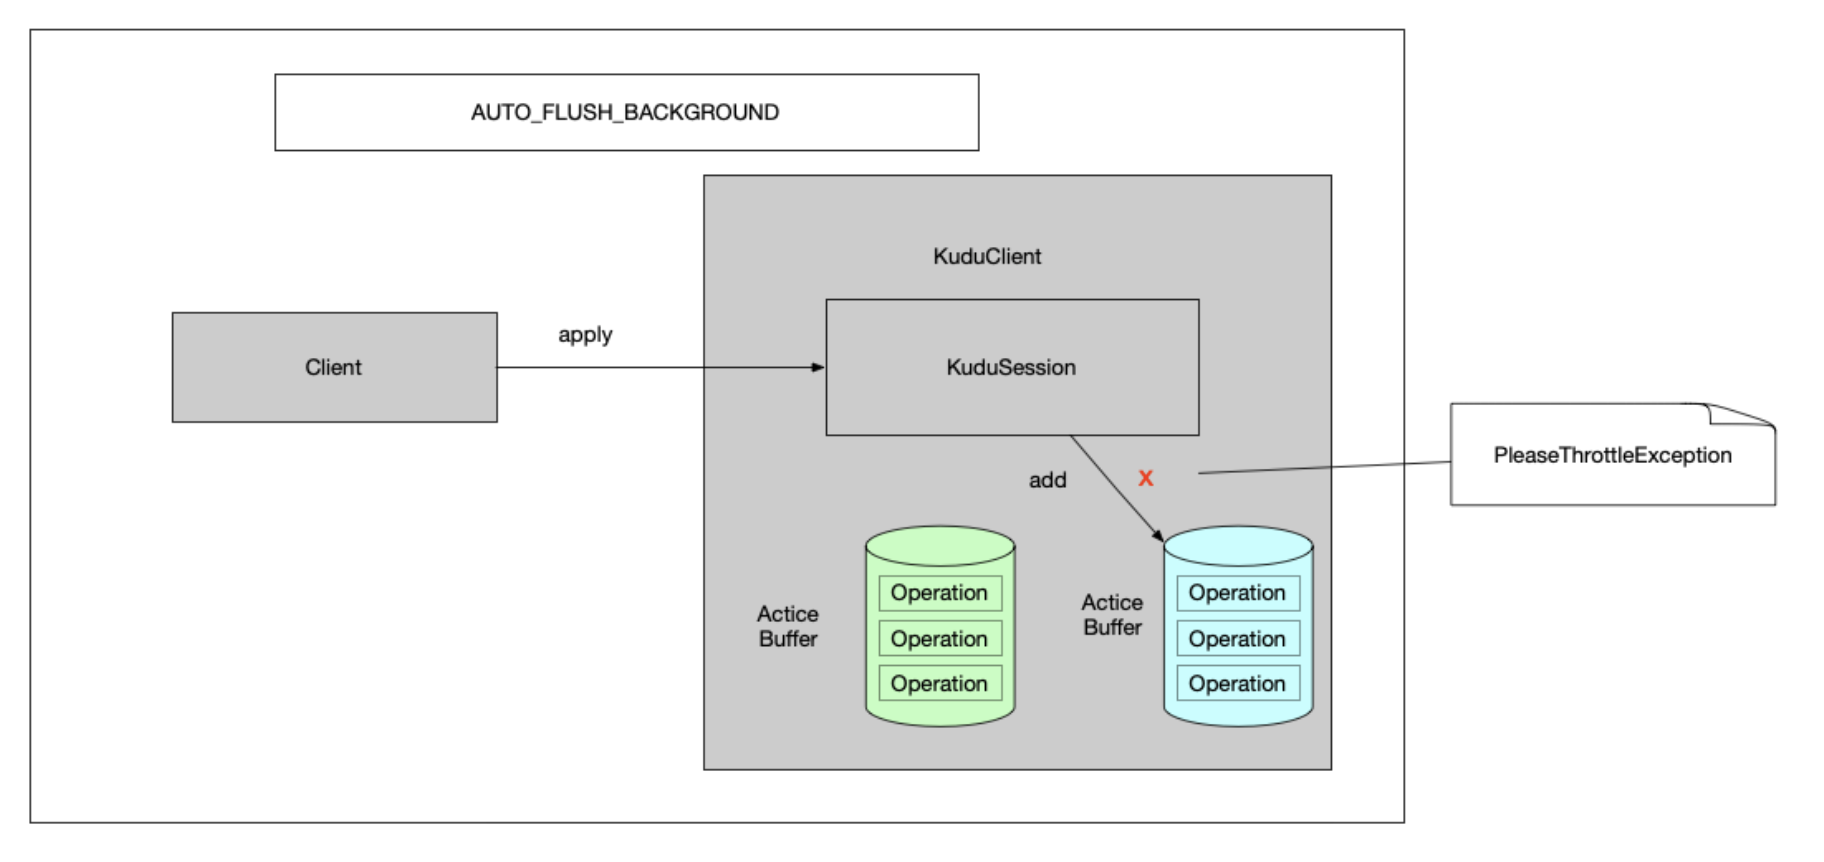 AUTO_FLUSH_BACKGROUND
KuduClient
Client
apply
KuduSession
add
X
PleaseThrottleException
Actice
Buffer
Operation
Operation
Operation
Actice
Buffer
Operation
Operation
Operation